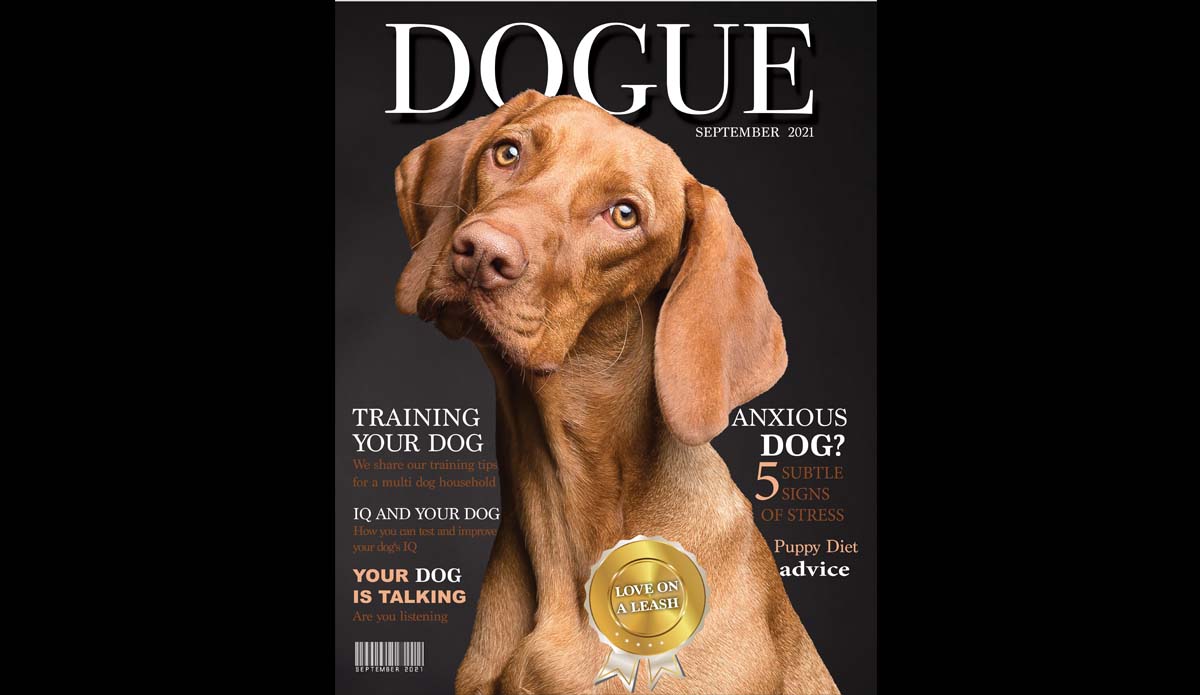 DOGUE
SEPTEMBER 2021
TRAINING
YOUR DOG
We share our training tips
for a multi dog household
IQ AND YOUR DOG
How you can test and improve
your dog's IQ
YOUR DOG
IS TALKING
Are you listening
SEPTEMBER 2021
ANXIOUS
DOG?
5 SUBTLE
SIGNS
OF STRESS
Puppy Diet
advice
LOVE ON
A LEASH